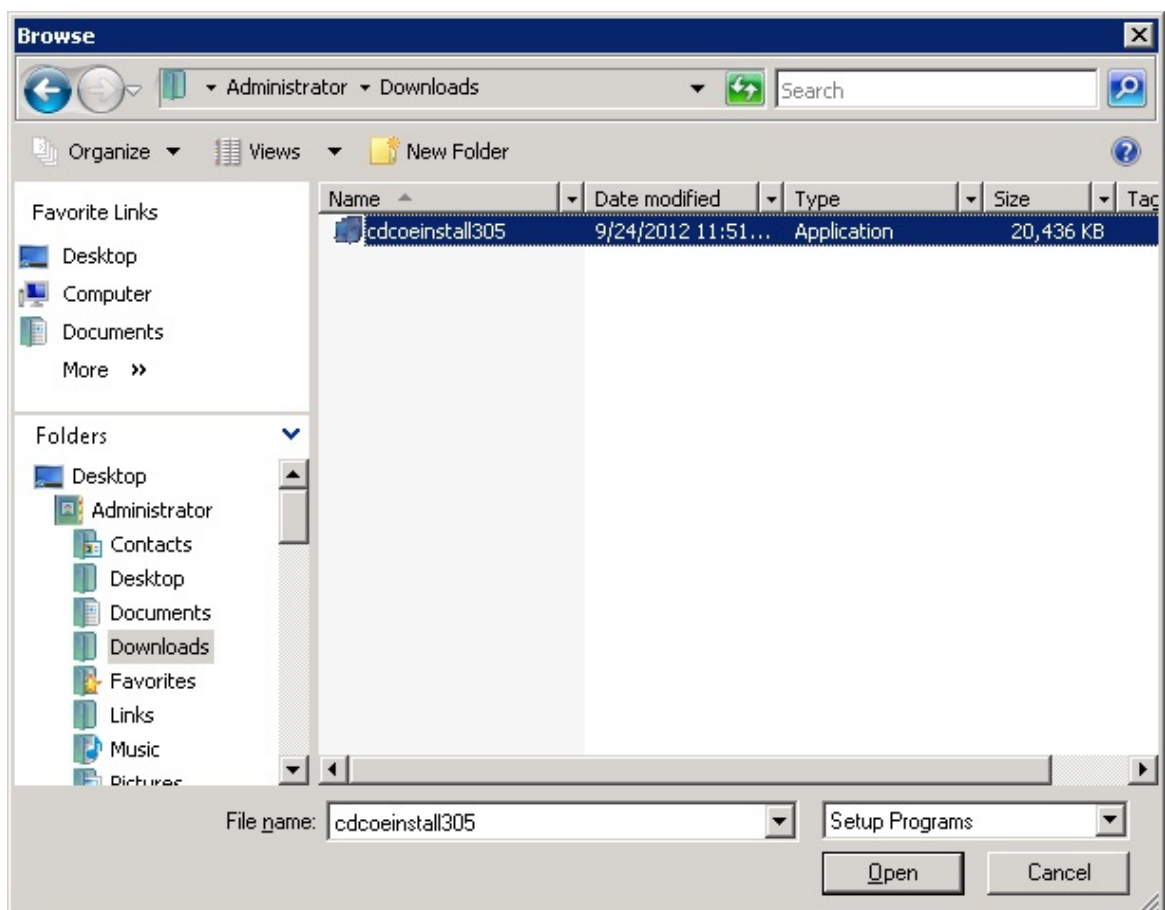 Browse
Administrator Downloads Search
Organize Views New Folder
Favorite Links
Desktop
Computer
Documents
More »
Folders
Desktop
Administrator
Contacts
Desktop
Documents
Downloads
Favorites
Links
Music
Pictures
Name Date modified Type Size Tag
cdcoeinstall305 9/24/2012 11:51... Application 20,436 KB
File name: cdcoeinstall305 Setup Programs
Open Cancel